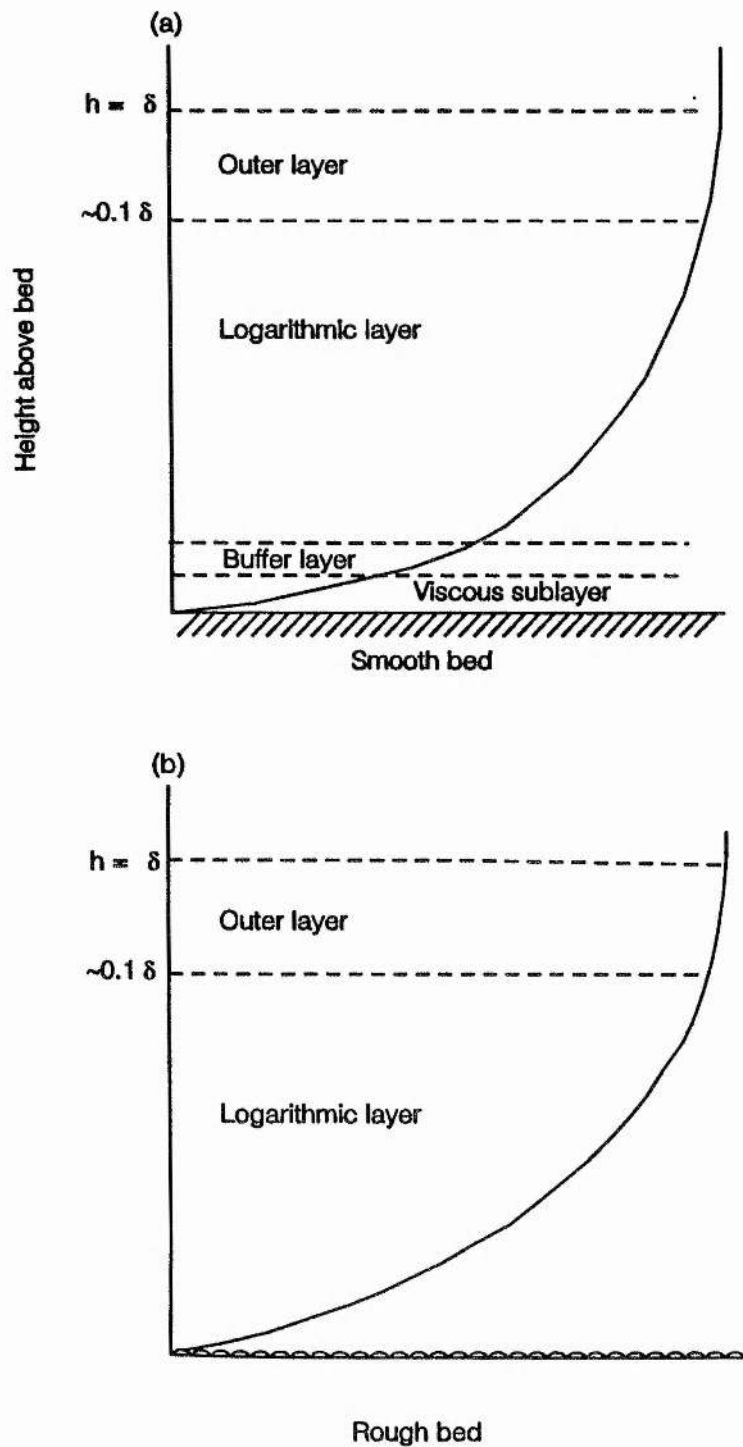 (a)
h = δ
Outer layer
~0.1 δ
Height above bed
Logarithmic layer
Buffer layer
Viscous sublayer
Smooth bed
(b)
h = δ
Outer layer
~0.1 δ
Logarithmic layer
Rough bed